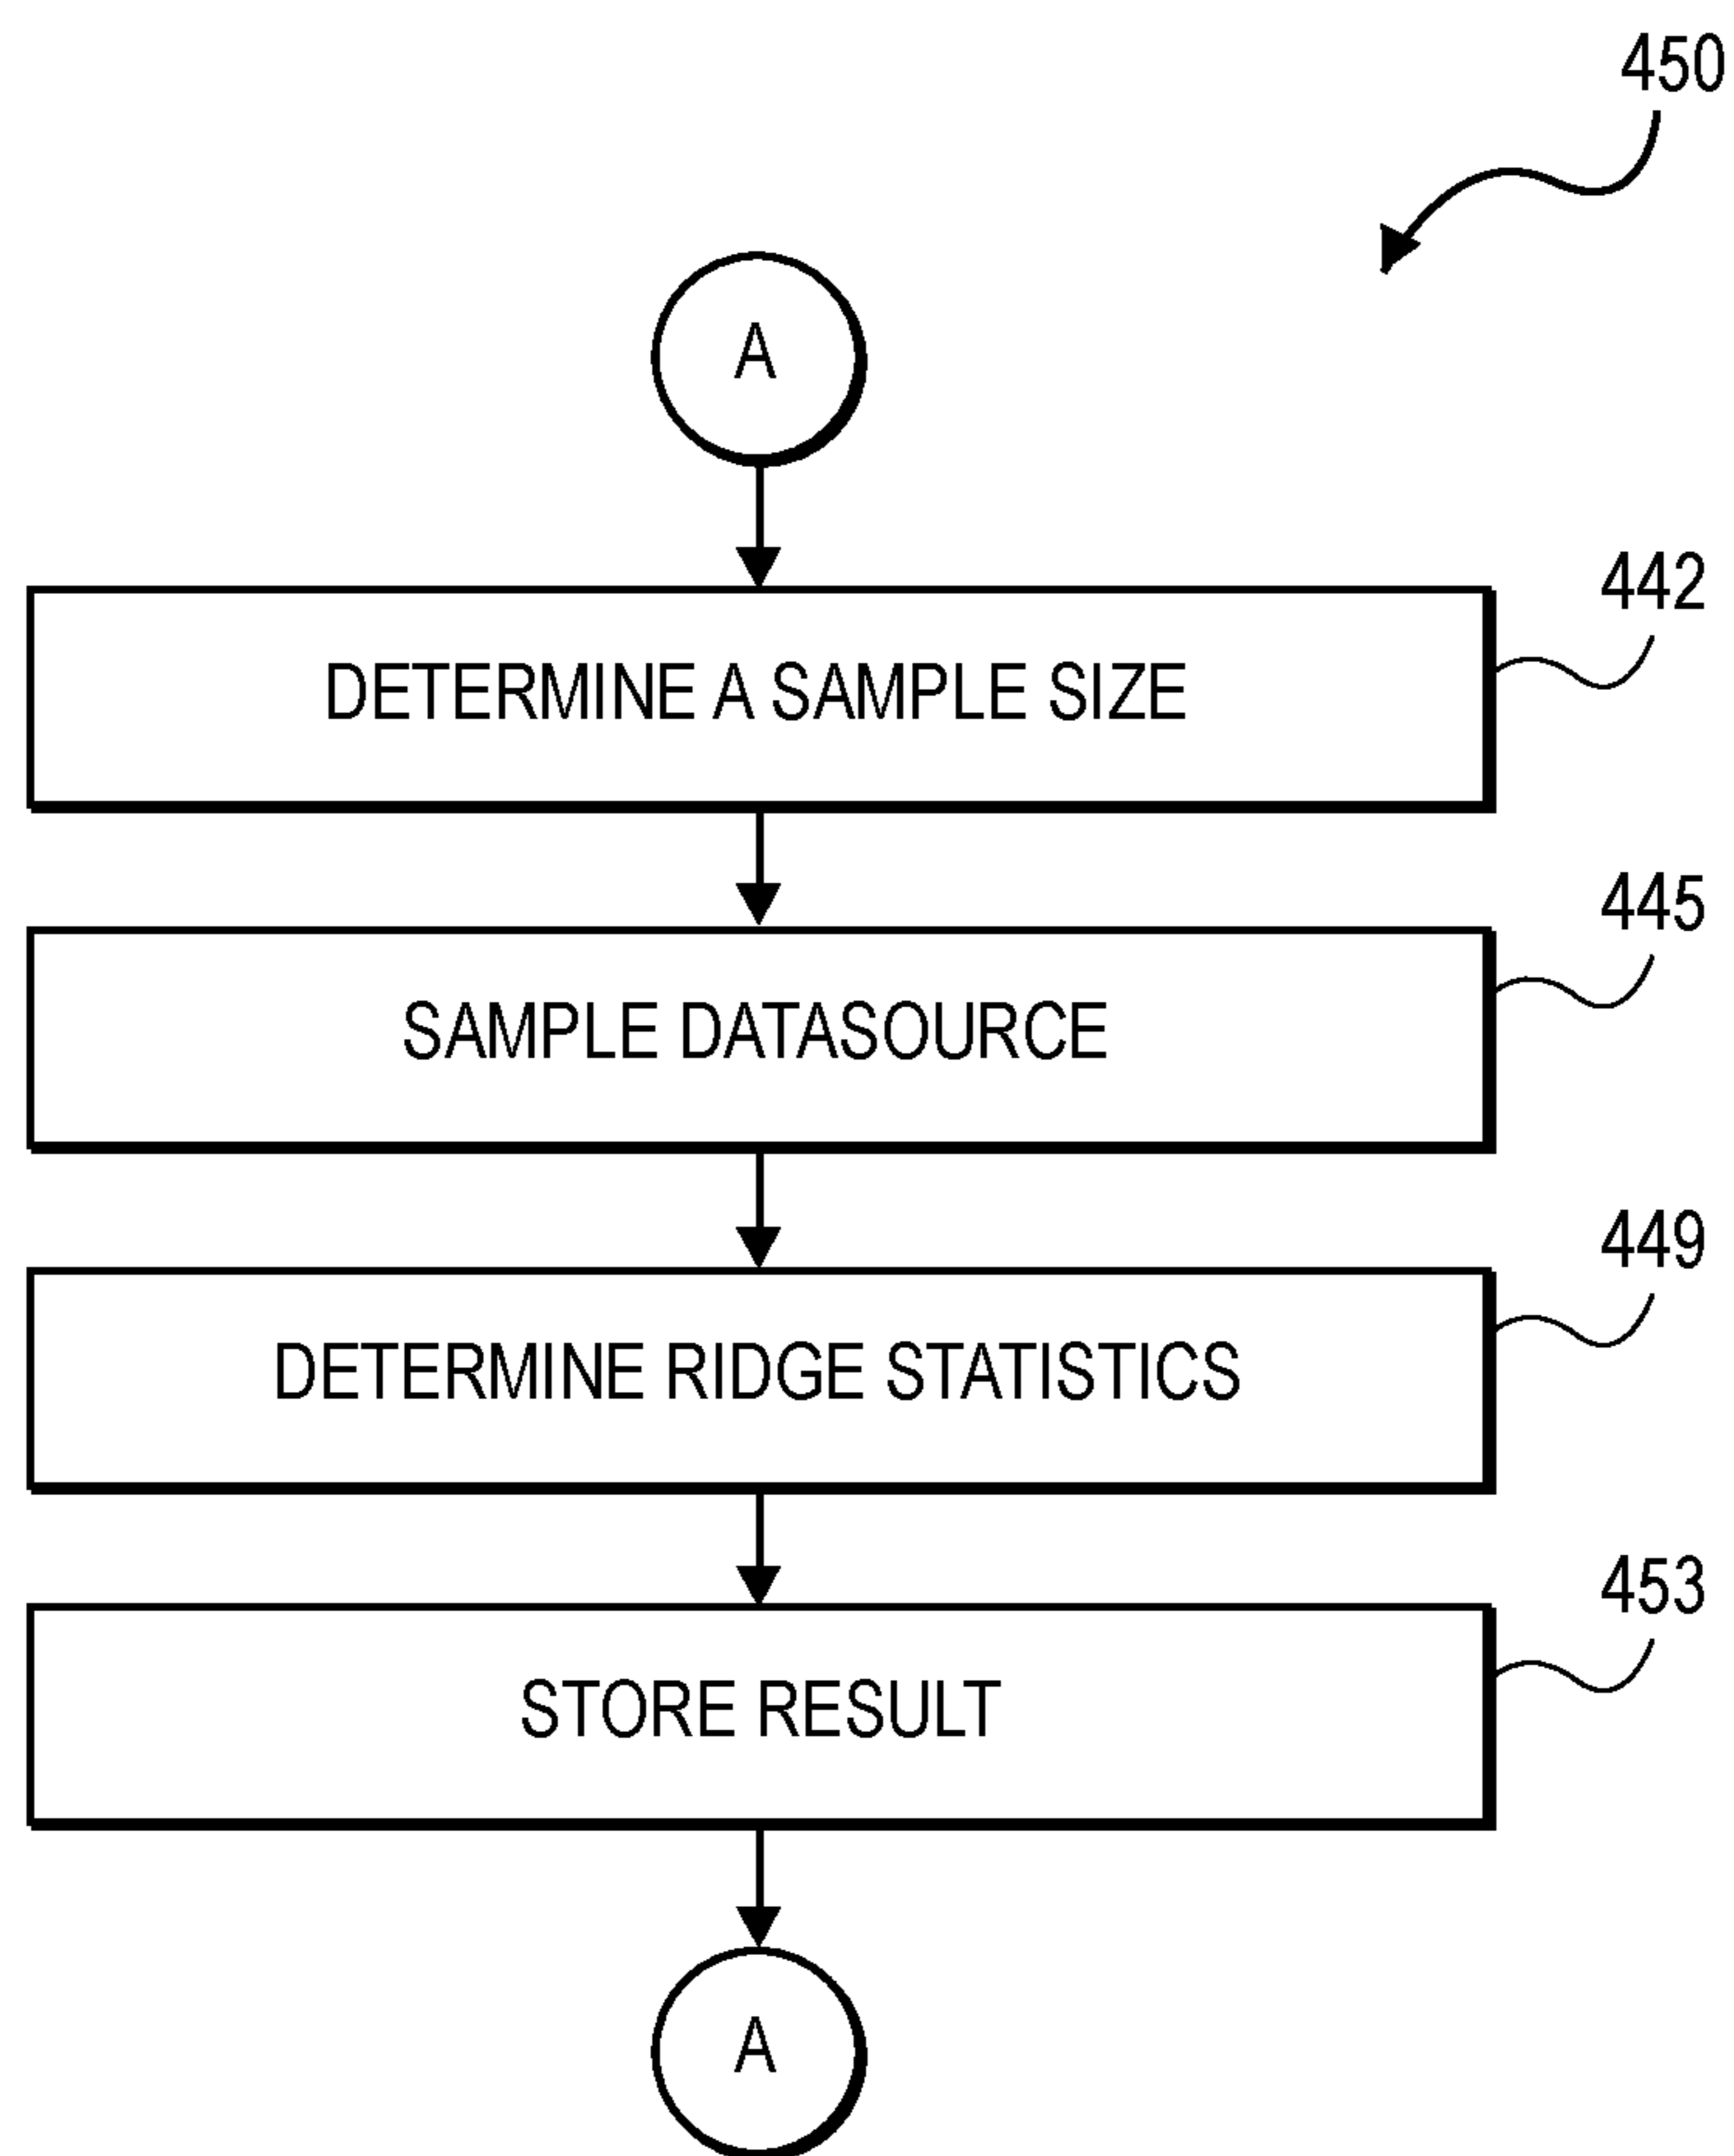 450
A
442
DETERMINE A SAMPLE SIZE
445
SAMPLE DATASOURCE
449
DETERMINE RIDGE STATISTICS
453
STORE RESULT
A